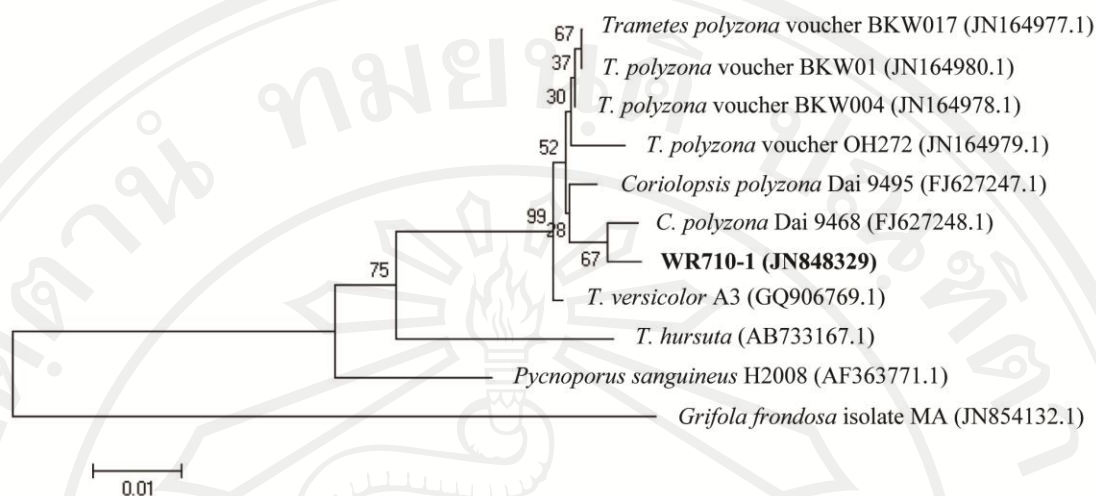 Trametes polyzona voucher BKW017 (JN164977.1)
67
T. polyzona voucher BKW01 (JN164980.1)
37
T. polyzona voucher BKW004 (JN164978.1)
30
T. polyzona voucher OH272 (JN164979.1)
52
Coriolopsis polyzona Dai 9495 (FJ627247.1)
99
28
C. polyzona Dai 9468 (FJ627248.1)
67
WR710-1 (JN848329)
75
T. versicolor A3 (GQ906769.1)
T. hursuta (AB733167.1)
Pycnoporus sanguineus H2008 (AF363771.1)
Grifola frondosa isolate MA (JN854132.1)
0.01